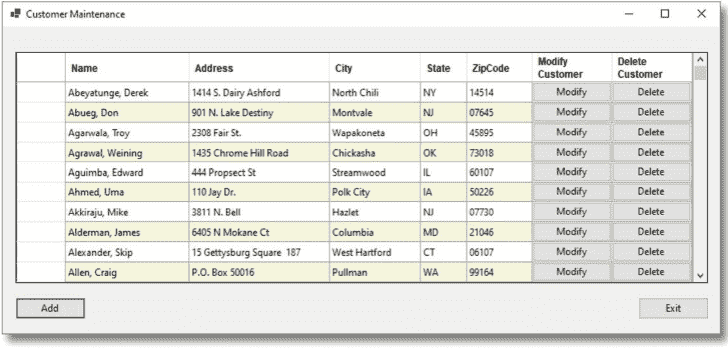 Customer Maintenance
Name Address City State ZipCode Modify Customer Delete Customer
Abeyatunge, Derek 1414 S. Dairy Ashford North Chili NY 14514 Modify Delete
Abueg, Don 901 N. Lake Destiny Montvale NJ 07645 Modify Delete
Agarwala, Troy 2308 Fair St. Wapakoneta OH 45895 Modify Delete
Agrawal, Weining 1435 Chrome Hill Road Chickasha OK 73018 Modify Delete
Aguimba, Edward 444 Propsect St Streamwood IL 60107 Modify Delete
Ahmed, Uma 110 Jay Dr. Polk City IA 50226 Modify Delete
Akkiraju, Mike 3811 N. Bell Hazlet NJ 07730 Modify Delete
Alderman, James 6405 N Mokane Ct Columbia MD 21046 Modify Delete
Alexander, Skip 15 Gettysburg Square 187 West Hartford CT 06107 Modify Delete
Allen, Craig P.O. Box 50016 Pullman WA 99164 Modify Delete
Add Exit